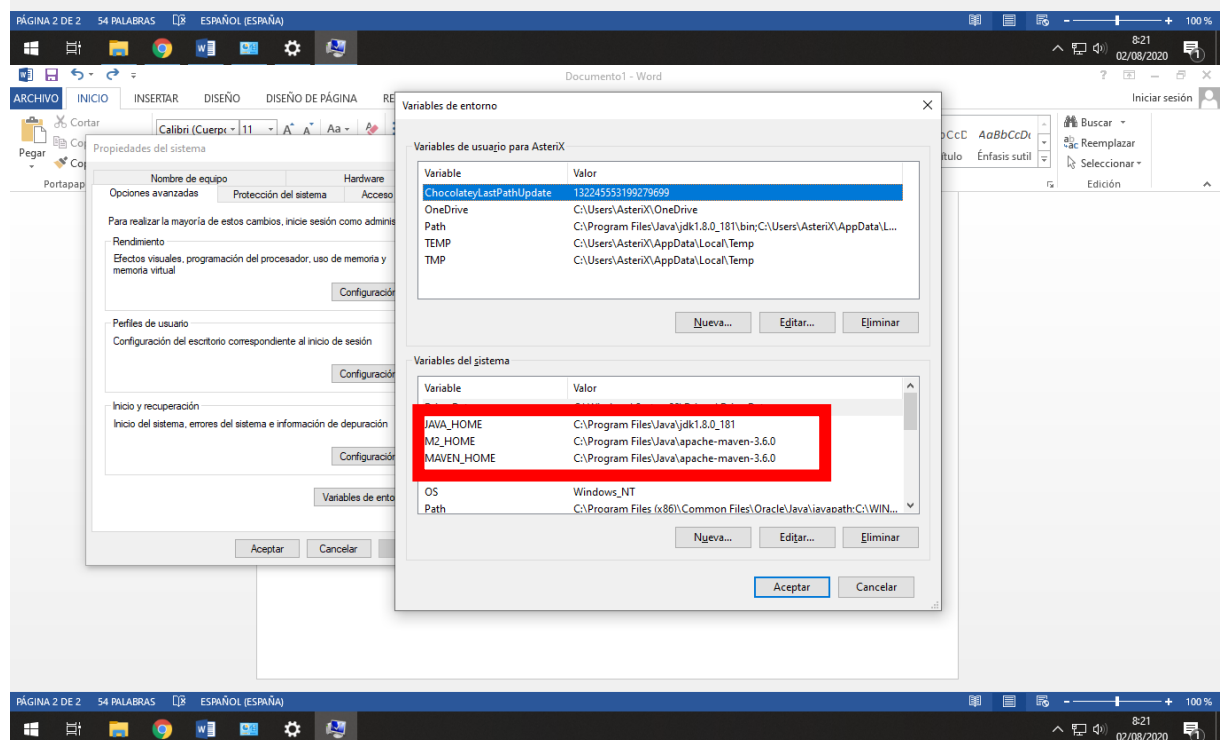 PÁGINA 2 DE 2 54 PALABRAS ESPAÑOL (ESPAÑA) 100 %
8:21
02/08/2020
Documento1 - Word
ARCHIVO INICIO INSERTAR DISEÑO DISEÑO DE PÁGINA RE
Iniciar sesión
Pegar
Cortar
Cop
Cop
Portapap
Calibri (Cuerpo 11 A A Aa
AaBbCcDc
ítulo Énfasis sutil
Buscar
Reemplazar
Seleccionar
Edición
Propiedades del sistema
Nombre de equipo Hardware
Opciones avanzadas Protección del sistema Acceso
Para realizar la mayoría de estos cambios, inicie sesión como adminis
Rendimiento
Efectos visuales, programación del procesador, uso de memoria y
memoria virtual
Configuración
Perfiles de usuario
Configuración del escritorio correspondiente al inicio de sesión
Configuración
Inicio y recuperación
Inicio del sistema, errores del sistema e información de depuración
Configuración
Variables de ento
Aceptar Cancelar
Variables de entorno
Variables de usuario para AsteriX
Variable Valor
ChocolateyLastPathUpdate 132245553199279699
OneDrive C:\Users\AsteriX\OneDrive
Path C:\Program Files\Java\jdk1.8.0_181\bin;C:\Users\AsteriX\AppData\L...
TEMP C:\Users\AsteriX\AppData\Local\Temp
TMP C:\Users\AsteriX\AppData\Local\Temp
Nueva... Editar... Eliminar
Variables del sistema
Variable Valor
JAVA_HOME C:\Program Files\Java\jdk1.8.0_181
M2_HOME C:\Program Files\Java\apache-maven-3.6.0
MAVEN_HOME C:\Program Files\Java\apache-maven-3.6.0
OS Windows_NT
Path C:\Program Files (x86)\Common Files\Oracle\Java\javapath;C:\WIN...
Nueva... Editar... Eliminar
Aceptar Cancelar
PÁGINA 2 DE 2 54 PALABRAS ESPAÑOL (ESPAÑA) 100 %
8:21
02/08/2020